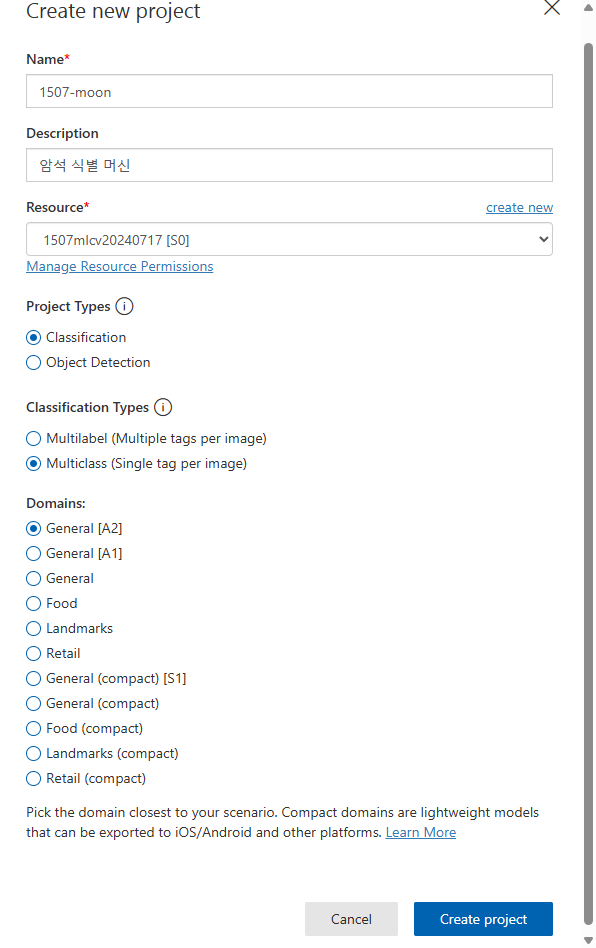 Create new project
Name*
1507-moon
Description
암석 식별 머신
Resource*
create new
1507mlcv20240717 [S0]
Manage Resource Permissions
Project Types
Classification
Object Detection
Classification Types
Multilabel (Multiple tags per image)
Multiclass (Single tag per image)
Domains:
General [A2]
General [A1]
General
Food
Landmarks
Retail
General (compact) [S1]
General (compact)
Food (compact)
Landmarks (compact)
Retail (compact)
Pick the domain closest to your scenario. Compact domains are lightweight models
that can be exported to iOS/Android and other platforms. Learn More
Cancel
Create project